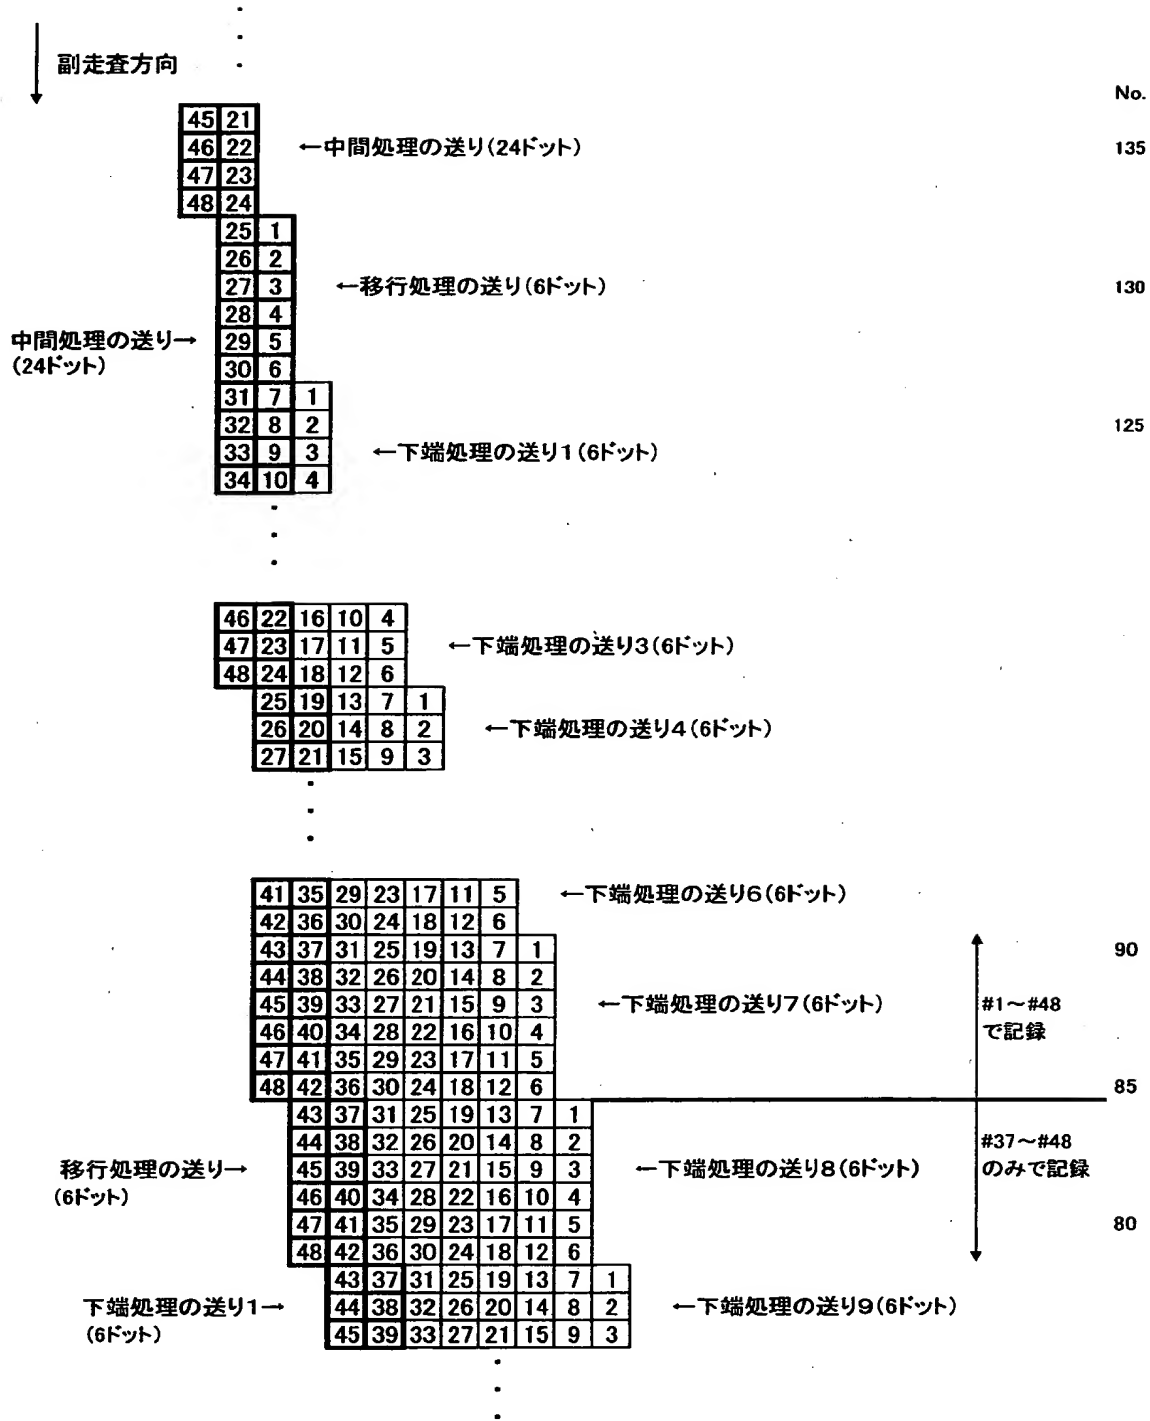 副走査方向
No.
45 21
46 22 ←中間処理の送り(24ドット) 135
47 23
48 24
25 1
26 2
27 3 ←移行処理の送り(6ドット) 130
28 4
中間処理の送り→ 29 5
(24ドット) 30 6
31 7 1
32 8 2 125
33 9 3 ←下端処理の送り1(6ドット)
34 10 4
46 22 16 10 4
47 23 17 11 5 ←下端処理の送り3(6ドット)
48 24 18 12 6
25 19 13 7 1
26 20 14 8 2 ←下端処理の送り4(6ドット)
27 21 15 9 3
41 35 29 23 17 11 5 ←下端処理の送り6(6ドット)
42 36 30 24 18 12 6
43 37 31 25 19 13 7 1 90
44 38 32 26 20 14 8 2
45 39 33 27 21 15 9 3 ←下端処理の送り7(6ドット) #1～#48
46 40 34 28 22 16 10 4 で記録
47 41 35 29 23 17 11 5
48 42 36 30 24 18 12 6 85
43 37 31 25 19 13 7 1
44 38 32 26 20 14 8 2 #37～#48
移行処理の送り→ 45 39 33 27 21 15 9 3 ←下端処理の送り8(6ドット) のみで記録
(6ドット) 46 40 34 28 22 16 10 4
47 41 35 29 23 17 11 5 80
48 42 36 30 24 18 12 6
43 37 31 25 19 13 7 1
下端処理の送り1→ 44 38 32 26 20 14 8 2 ←下端処理の送り9(6ドット)
(6ドット) 45 39 33 27 21 15 9 3